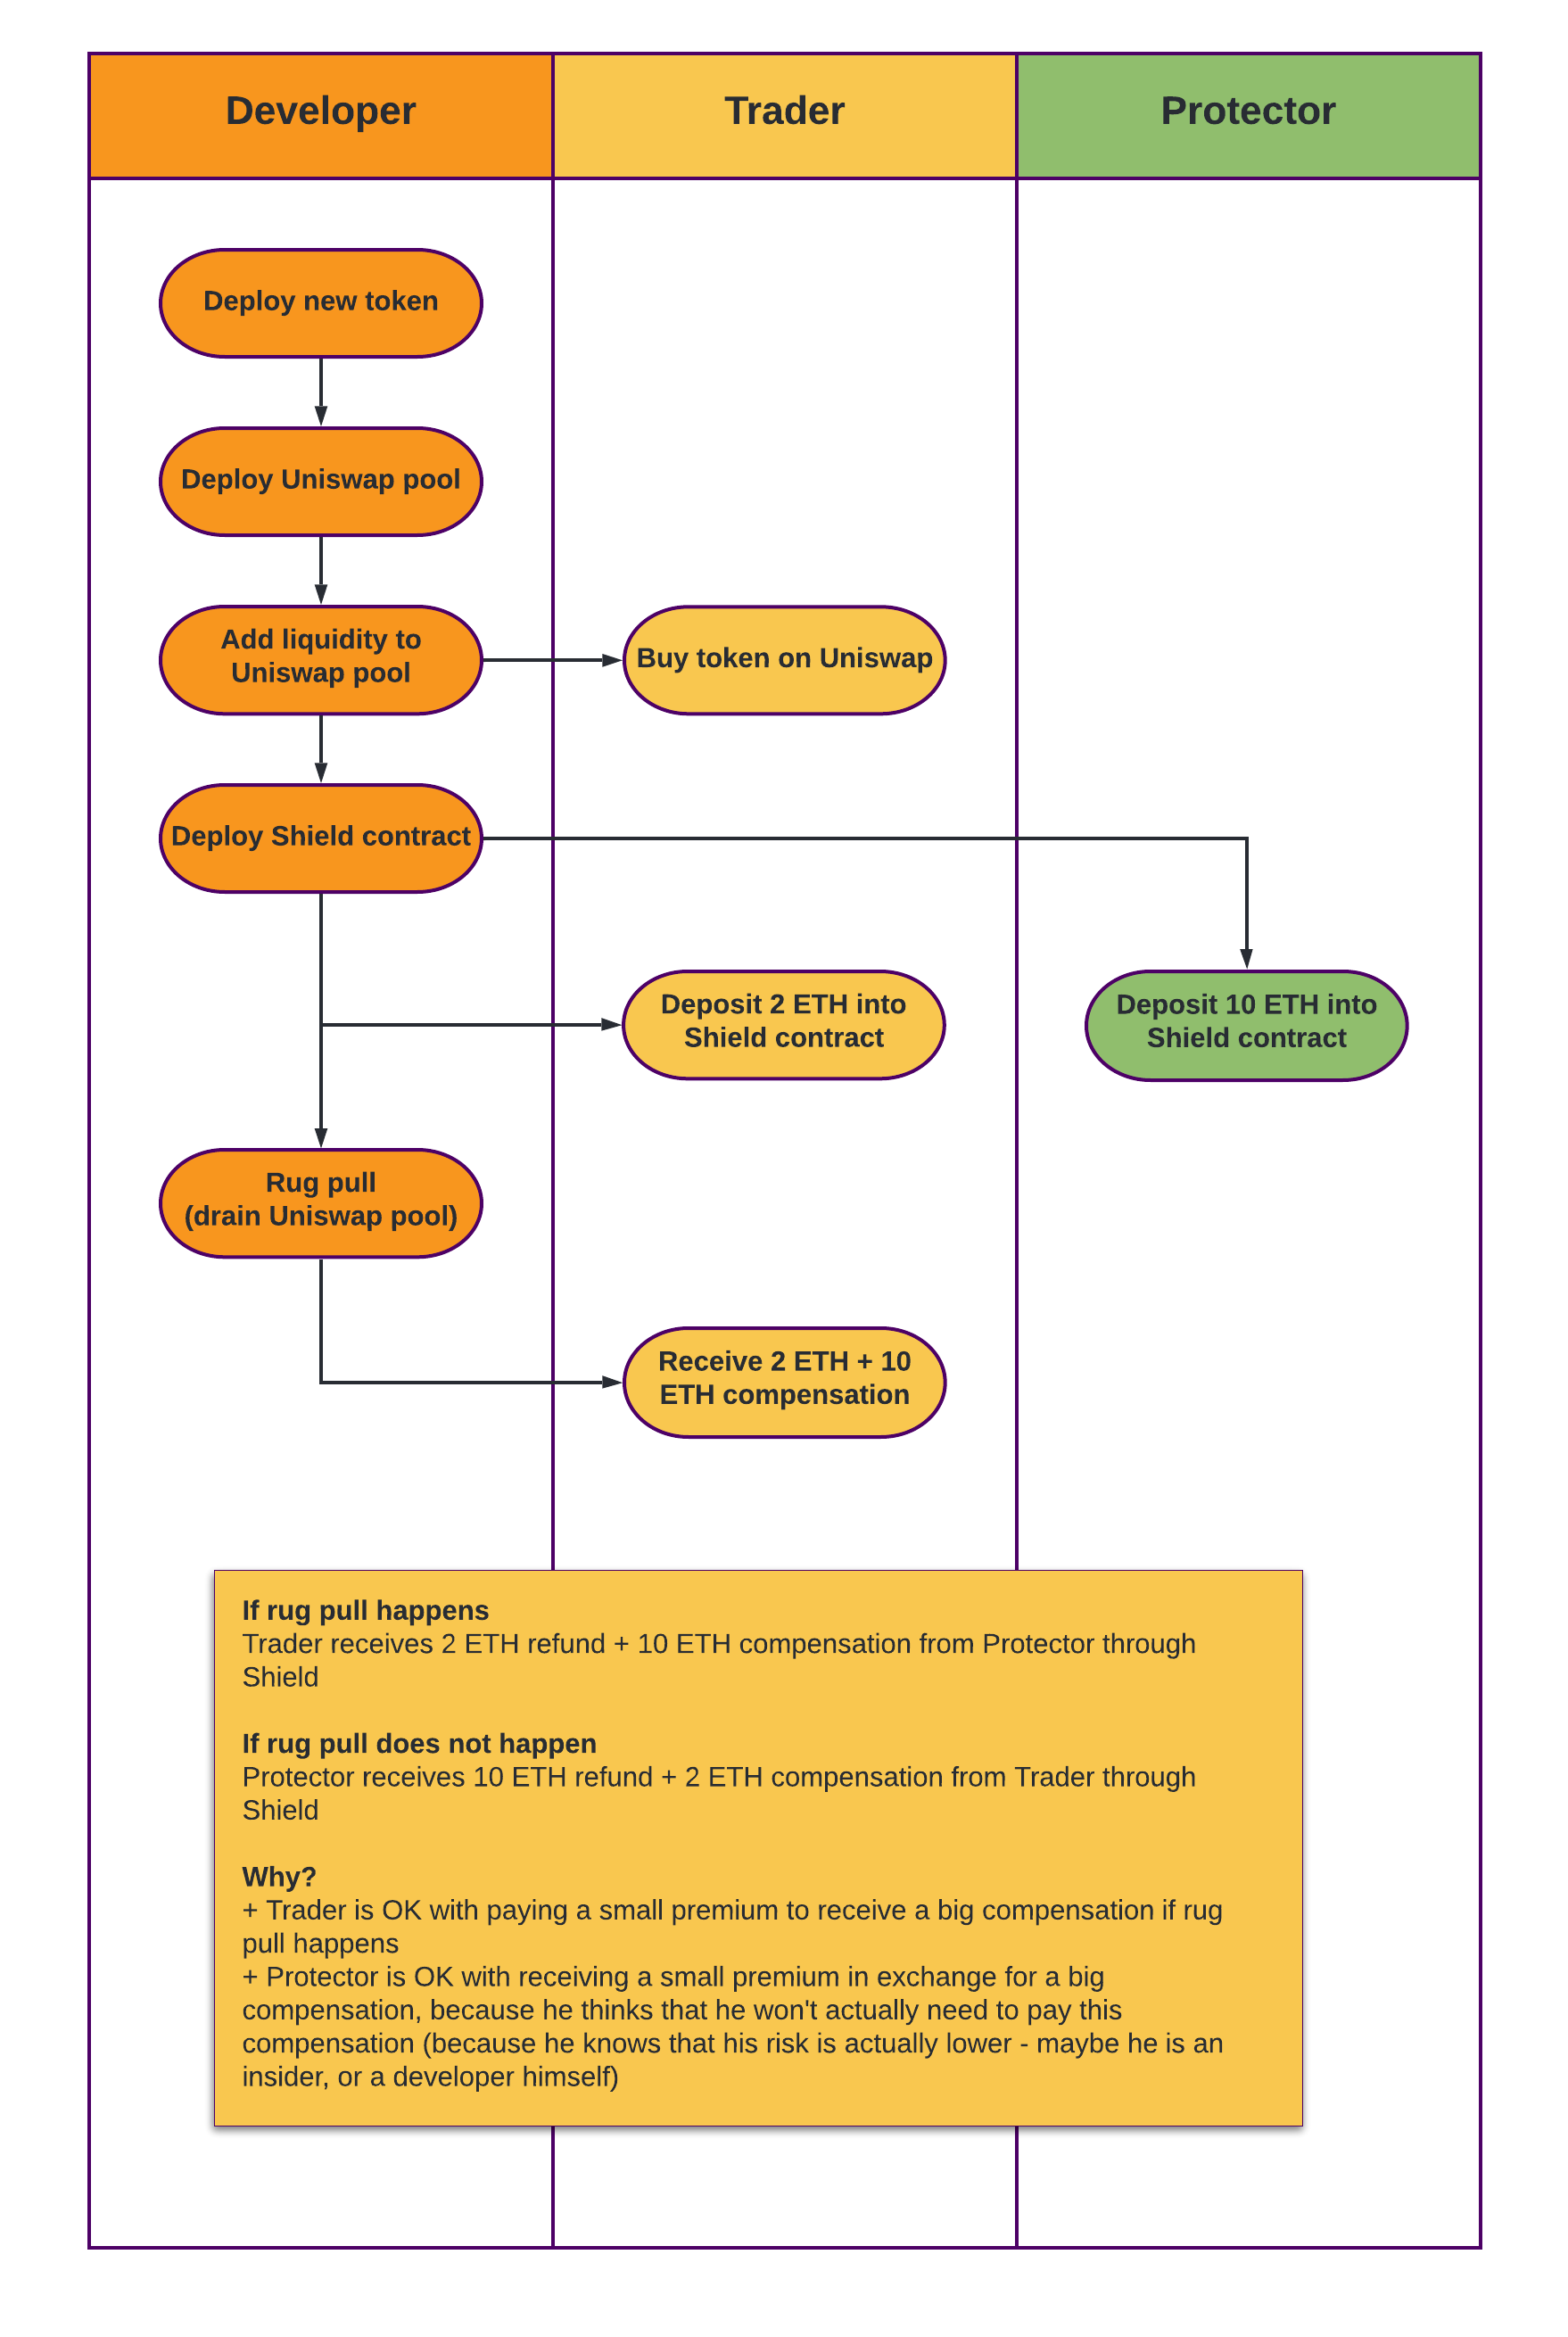 Developer
Trader
Protector
Deploy new token
Deploy Uniswap pool
Add liquidity to
Uniswap pool
Buy token on Uniswap
Deploy Shield contract
Deposit 2 ETH into
Shield contract
Deposit 10 ETH into
Shield contract
Rug pull
(drain Uniswap pool)
Receive 2 ETH + 10
ETH compensation
If rug pull happens
Trader receives 2 ETH refund + 10 ETH compensation from Protector through
Shield
If rug pull does not happen
Protector receives 10 ETH refund + 2 ETH compensation from Trader through
Shield
Why?
+ Trader is OK with paying a small premium to receive a big compensation if rug
pull happens
+ Protector is OK with receiving a small premium in exchange for a big
compensation, because he thinks that he won't actually need to pay this
compensation (because he knows that his risk is actually lower - maybe he is an
insider, or a developer himself)